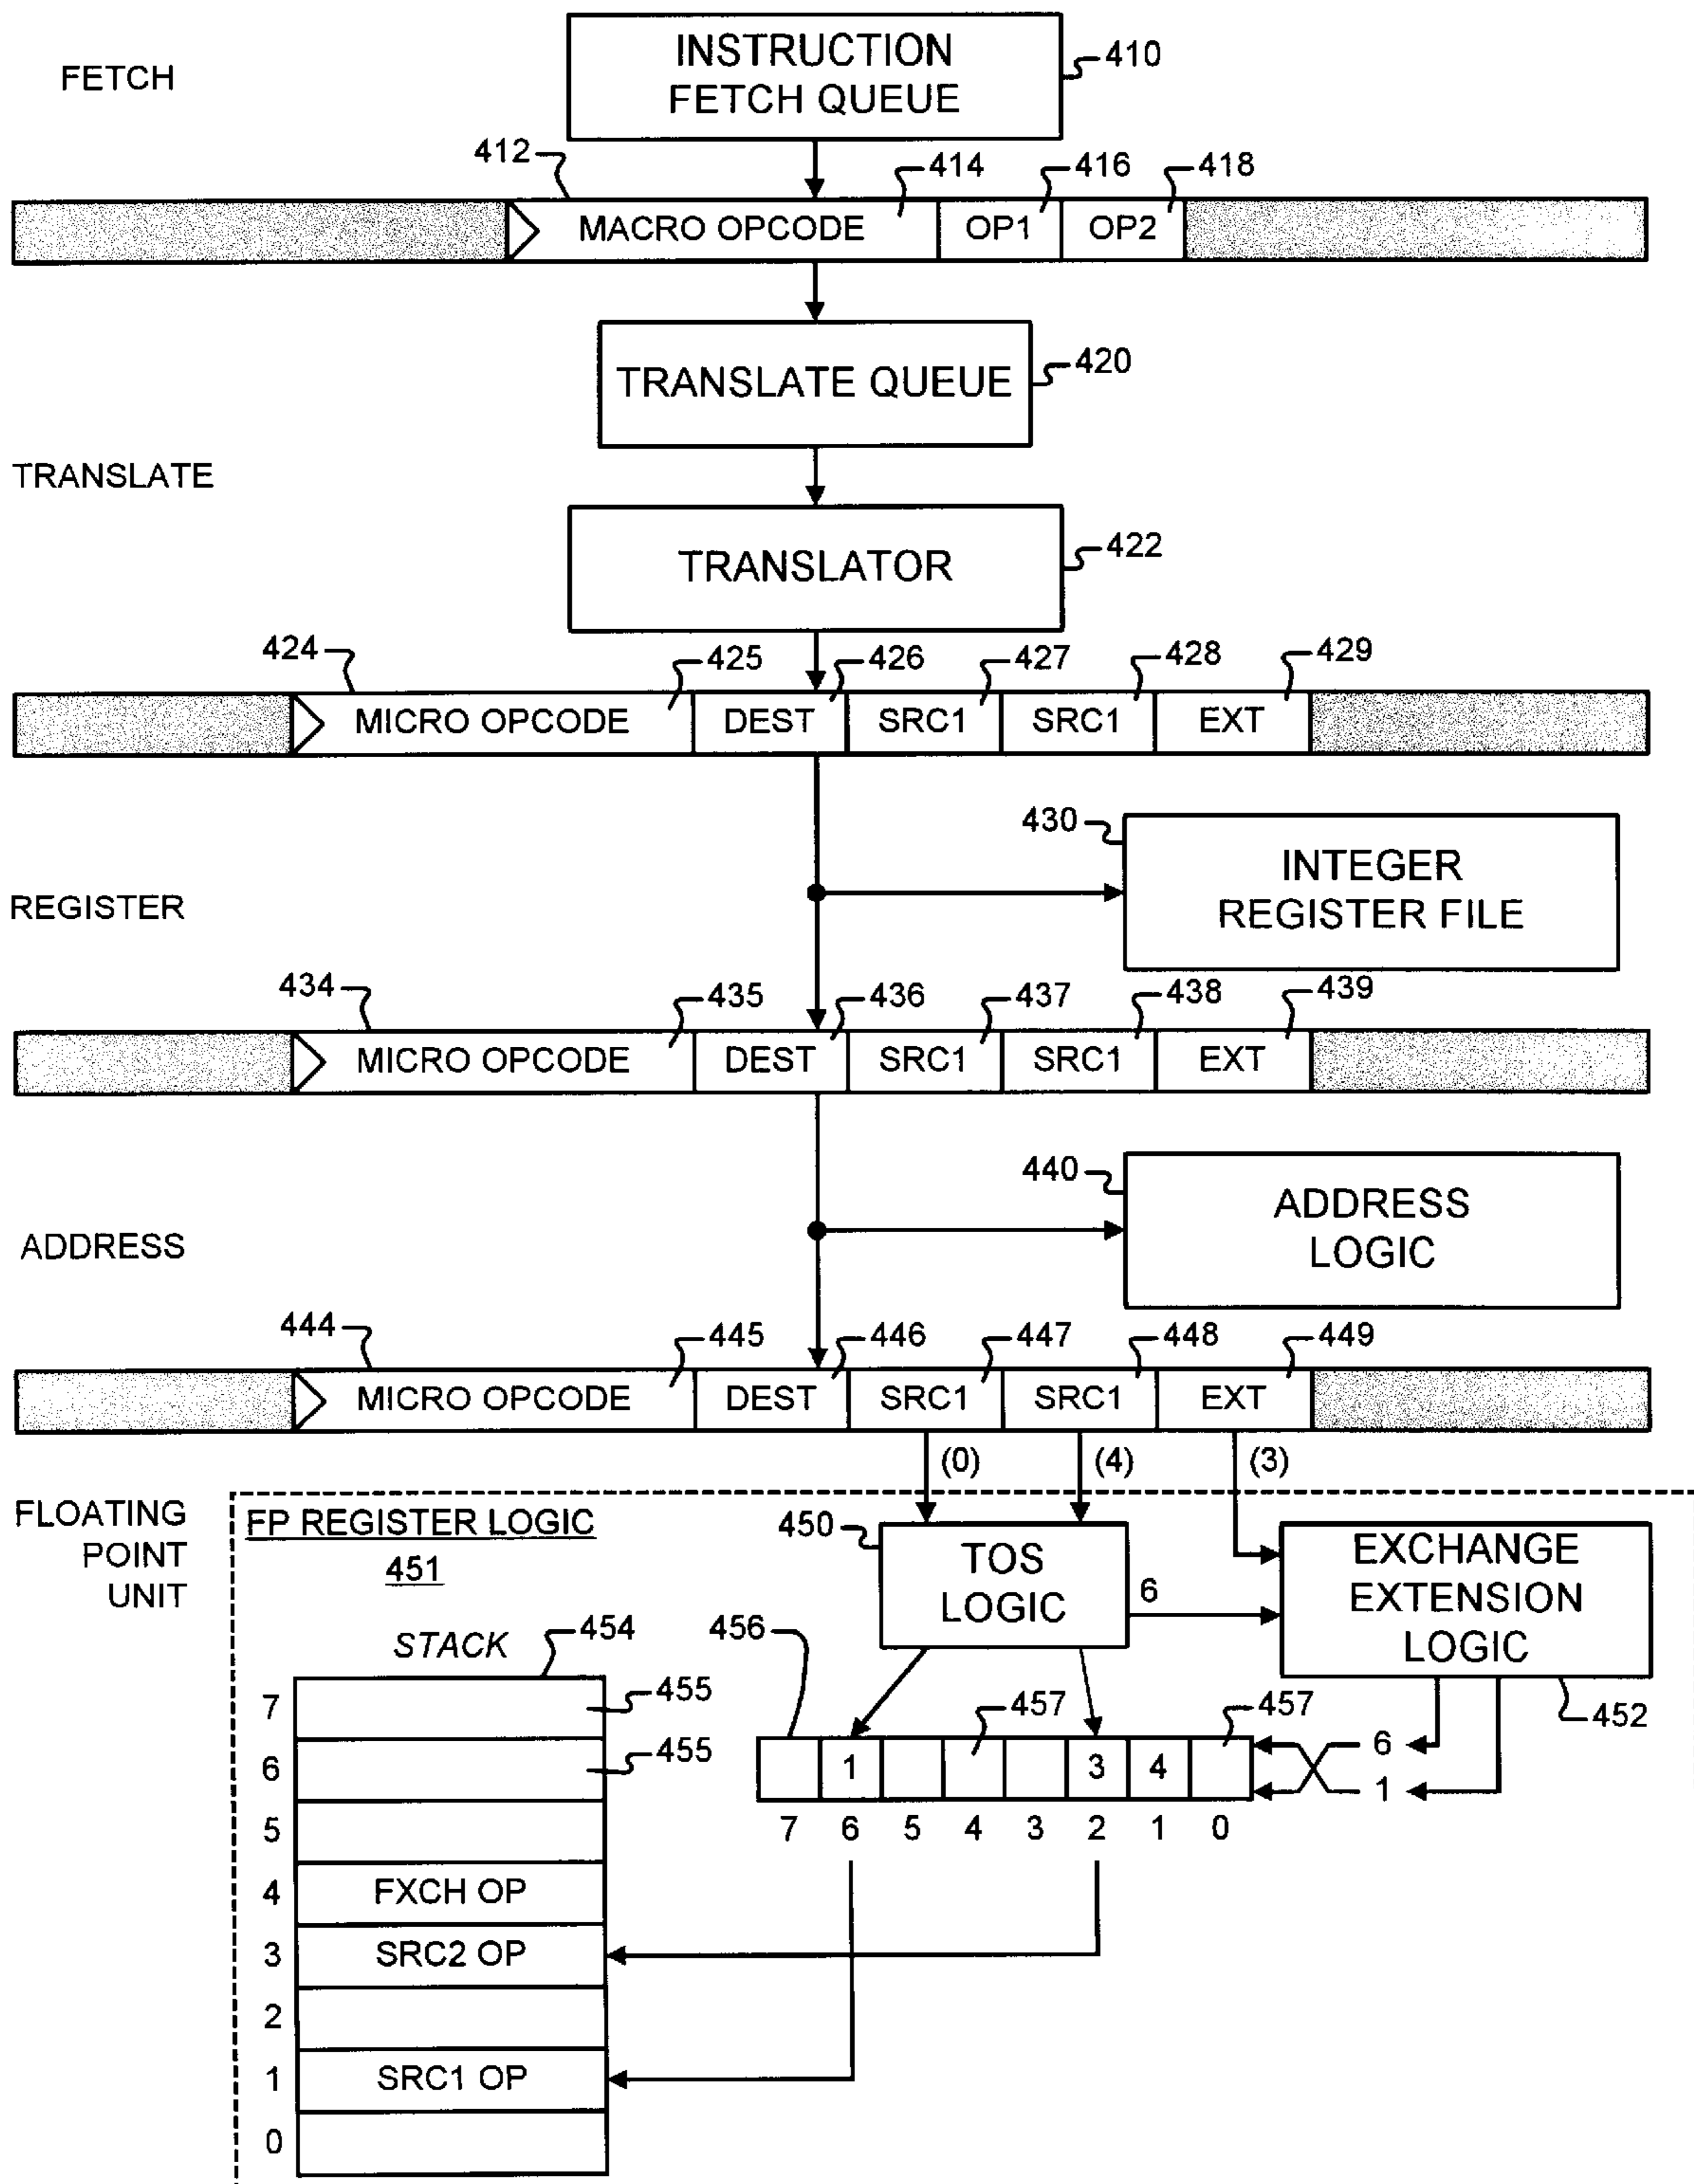 FETCH
INSTRUCTION
FETCH QUEUE
410
412
414
416
418
MACRO OPCODE
OP1
OP2
TRANSLATE QUEUE
420
TRANSLATE
TRANSLATOR
422
424
425
426
427
428
429
MICRO OPCODE
DEST
SRC1
SRC1
EXT
430
INTEGER
REGISTER FILE
REGISTER
434
435
436
437
438
439
MICRO OPCODE
DEST
SRC1
SRC1
EXT
440
ADDRESS
LOGIC
ADDRESS
444
445
446
447
448
449
MICRO OPCODE
DEST
SRC1
SRC1
EXT
(0)
(4)
(3)
FLOATING
POINT
UNIT
FP REGISTER LOGIC
451
450
TOS
LOGIC
6
EXCHANGE
EXTENSION
LOGIC
452
STACK
454
456
457
457
455
455
7
6
5
4
FXCH OP
3
SRC2 OP
2
1
SRC1 OP
0
1
3
4
7 6 5 4 3 2 1 0
6
1